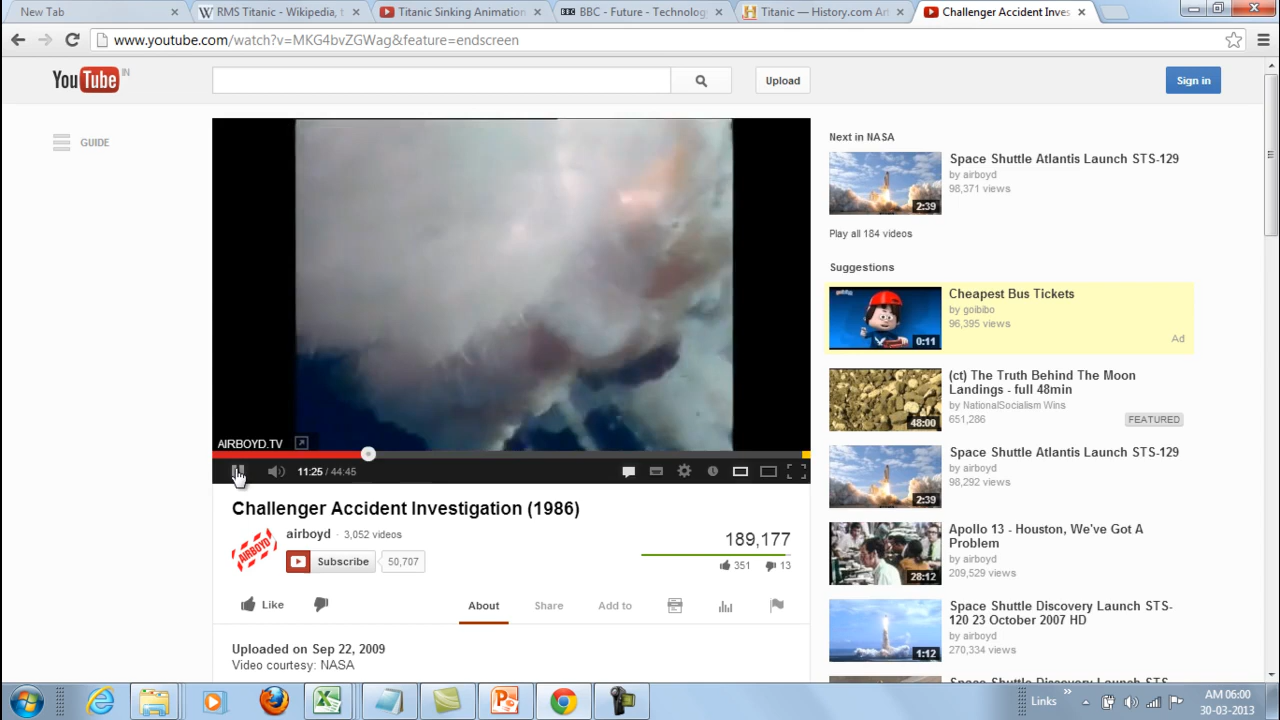 New Tab
RMS Titanic - Wikipedia, t
Titanic Sinking Animation
BBC - Future - Technolog
Titanic — History.com Art
Challenger Accident Inves
www.youtube.com/watch?v=MKG4bvZGWag&feature=endscreen
YouTube IN
Upload
Sign in
GUIDE
AIRBOYD.TV
11:25 / 44:45
Challenger Accident Investigation (1986)
AIRBOYD
airboyd · 3,052 videos
Subscribe 50,707
189,177
351 13
Like
About
Share
Add to
Uploaded on Sep 22, 2009
Video courtesy: NASA
Next in NASA
Space Shuttle Atlantis Launch STS-129
by airboyd
98,371 views
2:39
Play all 184 videos
Suggestions
Cheapest Bus Tickets
by goibibo
96,395 views
0:11
Ad
(ct) The Truth Behind The Moon
Landings - full 48min
by NationalSocialism Wins
651,286
FEATURED
48:00
Space Shuttle Atlantis Launch STS-129
by airboyd
98,292 views
2:39
Apollo 13 - Houston, We've Got A
Problem
by airboyd
209,529 views
28:12
Space Shuttle Discovery Launch STS-
120 23 October 2007 HD
by airboyd
270,334 views
1:12
Space Shuttle Discovery Launch STS-
Links
AM 06:00
30-03-2013